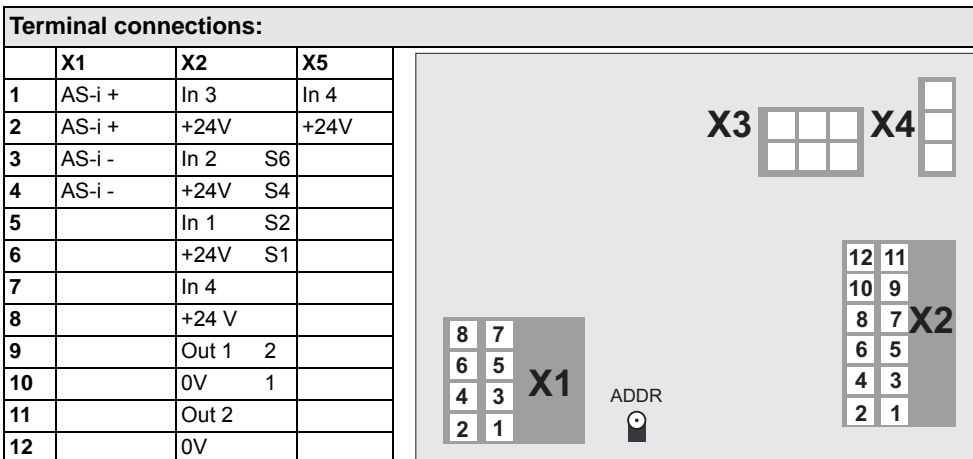 Terminal connections:
X1 X2 X5
1 AS-i + In 3 In 4
2 AS-i + +24V +24V
3 AS-i - In 2 S6
4 AS-i - +24V S4
5 In 1 S2
6 +24V S1
7 In 4
8 +24 V
9 Out 1 2
10 0V 1
11 Out 2
12 0V
X3 X4
12 11
10 9
8 7
6 5
4 3
2 1
X2
8 7
6 5
4 3
2 1
X1
ADDR